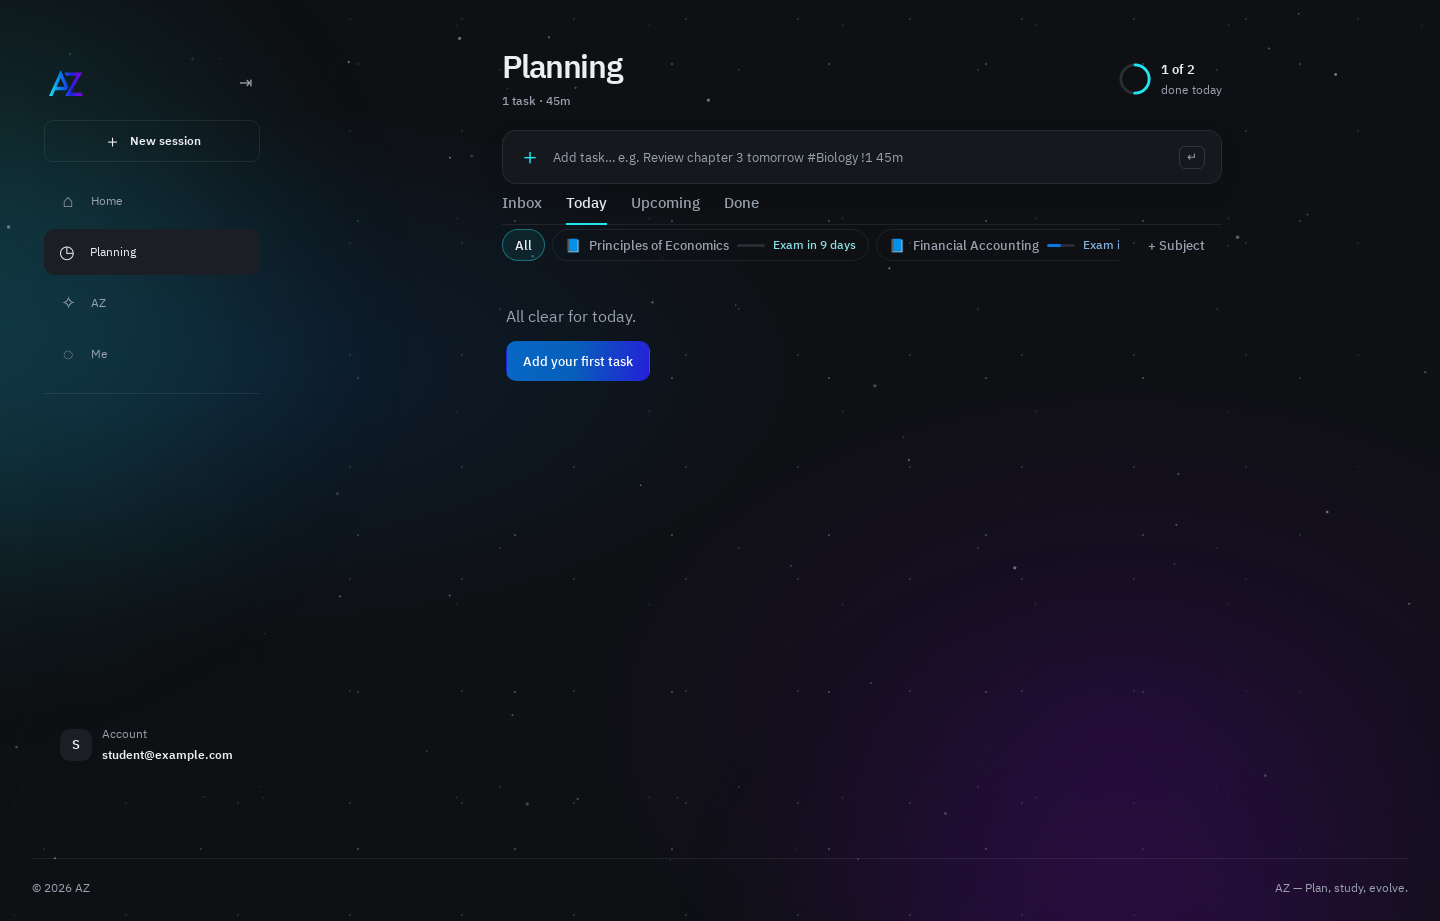 AZ
⇥
+ New session
Home
Planning
AZ
Me
Account
S
student@example.com
Planning
1 task · 45m
1 of 2
done today
+ Add task… e.g. Review chapter 3 tomorrow #Biology !1 45m ↵
Inbox Today Upcoming Done
All Principles of Economics Exam in 9 days Financial Accounting Exam i + Subject
All clear for today.
Add your first task
© 2026 AZ
AZ — Plan, study, evolve.